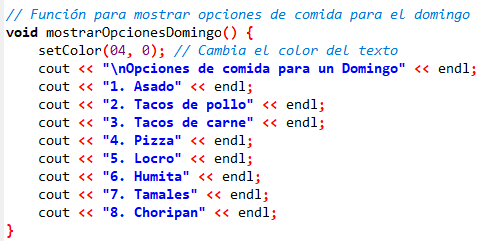 // Función para mostrar opciones de comida para el domingo
void mostrarOpcionesDomingo() {
    setColor(04, 0); // Cambia el color del texto
    cout << "\nOpciones de comida para un Domingo" << endl;
    cout << "1. Asado" << endl;
    cout << "2. Tacos de pollo" << endl;
    cout << "3. Tacos de carne" << endl;
    cout << "4. Pizza" << endl;
    cout << "5. Locro" << endl;
    cout << "6. Humita" << endl;
    cout << "7. Tamales" << endl;
    cout << "8. Choripan" << endl;
}